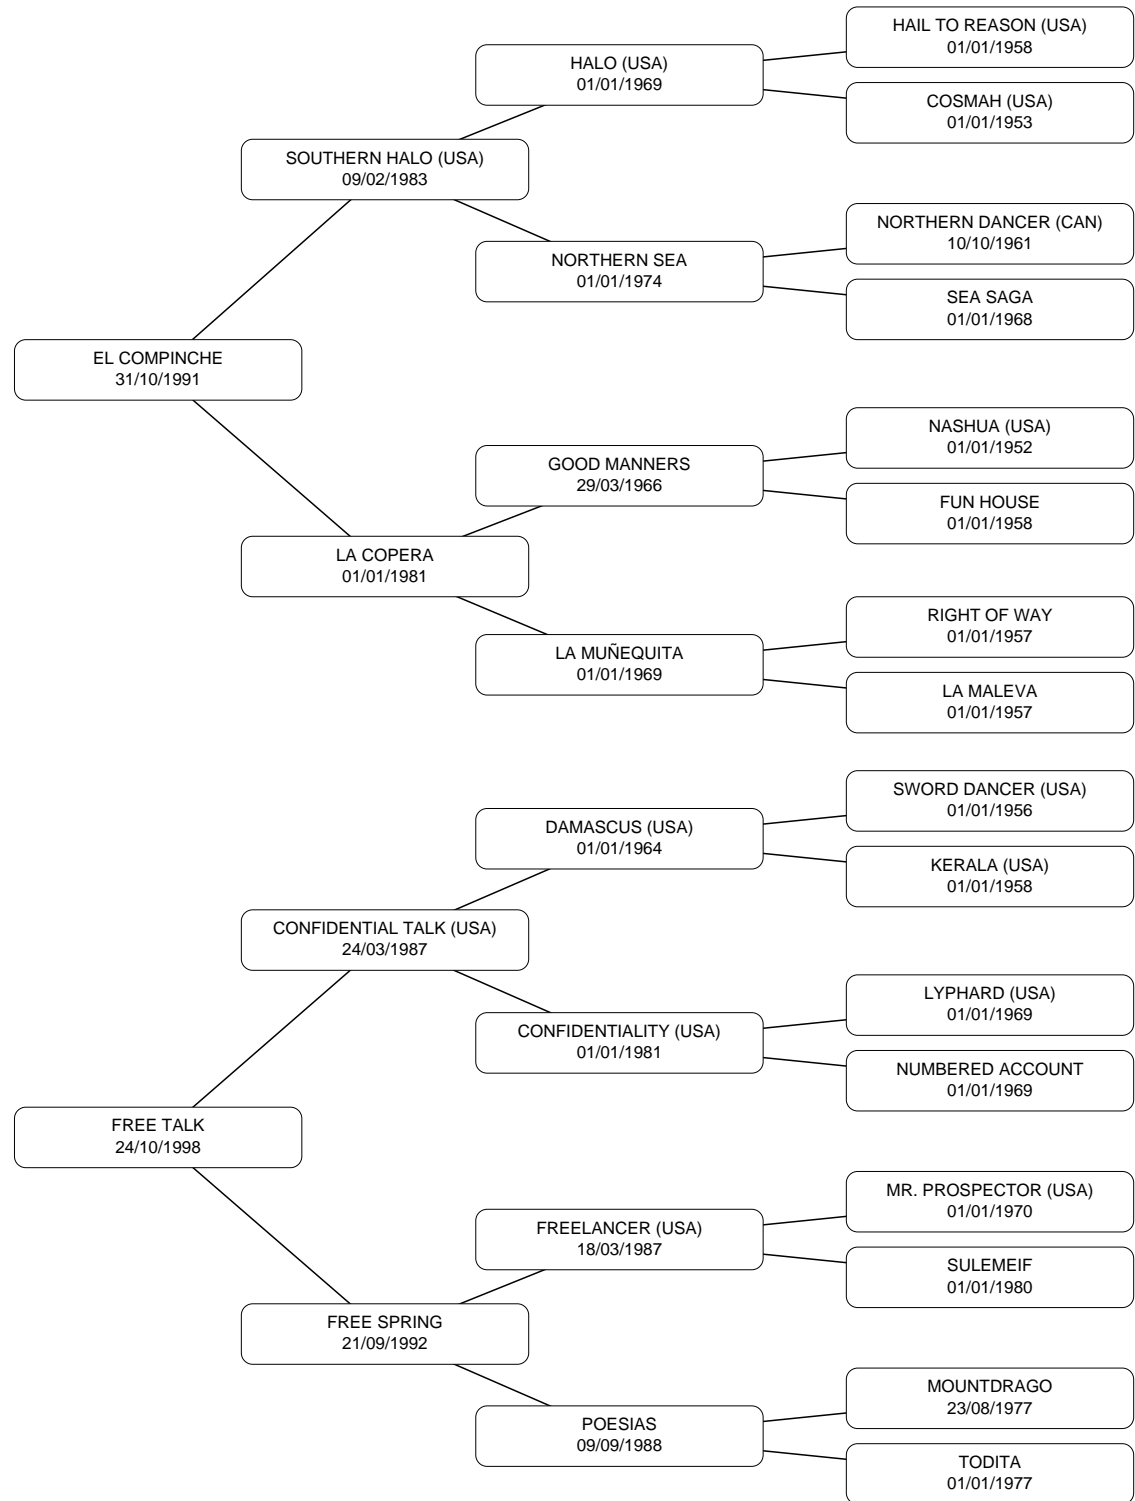 HAIL TO REASON (USA)
01/01/1958
HALO (USA)
01/01/1969
COSMAH (USA)
01/01/1953
SOUTHERN HALO (USA)
09/02/1983
NORTHERN DANCER (CAN)
10/10/1961
NORTHERN SEA
01/01/1974
SEA SAGA
01/01/1968
EL COMPINCHE
31/10/1991
NASHUA (USA)
01/01/1952
GOOD MANNERS
29/03/1966
FUN HOUSE
01/01/1958
LA COPERA
01/01/1981
RIGHT OF WAY
01/01/1957
LA MUÑEQUITA
01/01/1969
LA MALEVA
01/01/1957
SWORD DANCER (USA)
01/01/1956
DAMASCUS (USA)
01/01/1964
KERALA (USA)
01/01/1958
CONFIDENTIAL TALK (USA)
24/03/1987
LYPHARD (USA)
01/01/1969
CONFIDENTIALITY (USA)
01/01/1981
NUMBERED ACCOUNT
01/01/1969
FREE TALK
24/10/1998
MR. PROSPECTOR (USA)
01/01/1970
FREELANCER (USA)
18/03/1987
SULEMEIF
01/01/1980
FREE SPRING
21/09/1992
MOUNTDRAGO
23/08/1977
POESIAS
09/09/1988
TODITA
01/01/1977